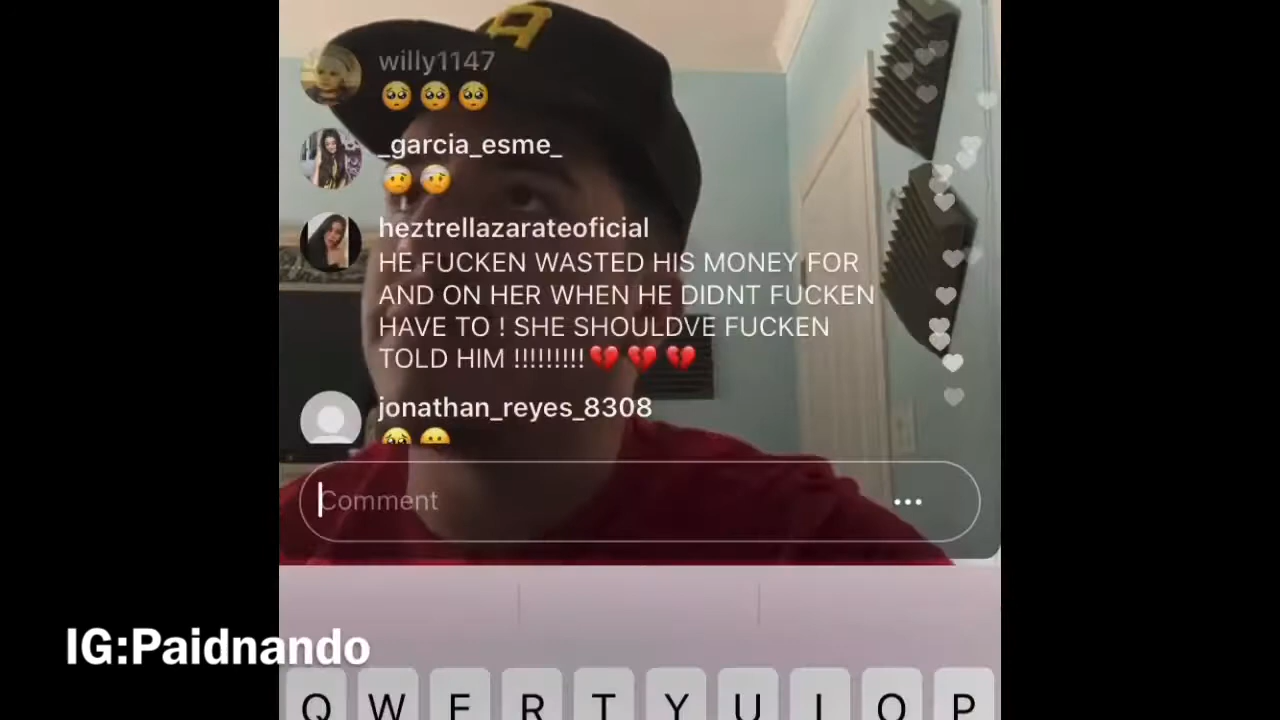 willy1147
🥺🥺🥺
_garcia_esme_
🤕🤕
heztrellazarateoficial
HE FUCKEN WASTED HIS MONEY FOR
AND ON HER WHEN HE DIDNT FUCKEN
HAVE TO ! SHE SHOULDVE FUCKEN
TOLD HIM !!!!!!!!!💔💔💔
jonathan_reyes_8308
Comment
IG:Paidnando
Q W E R T Y U I O P